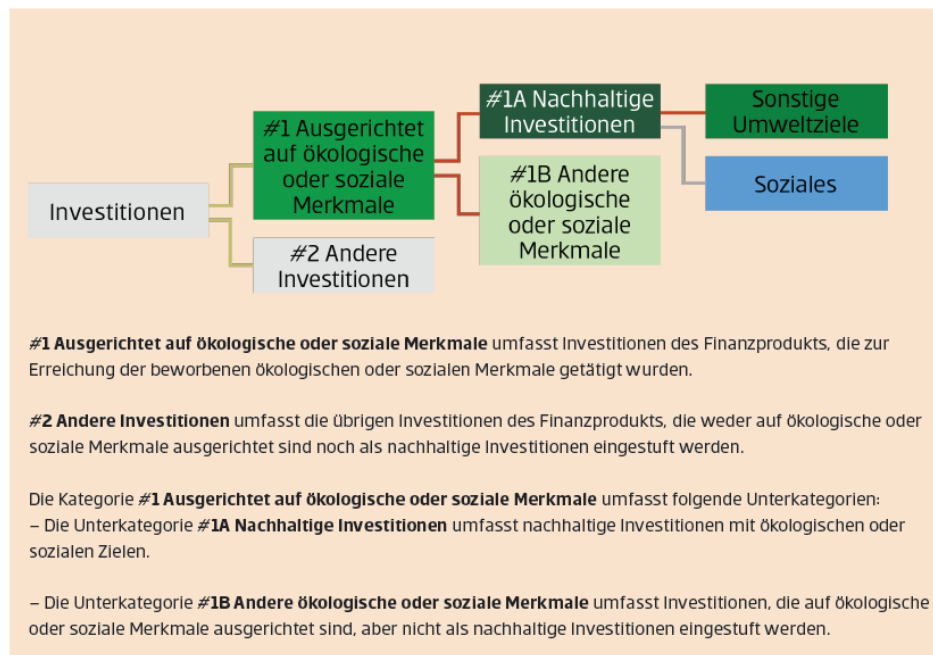 Investitionen
#1 Ausgerichtet
auf ökologische
oder soziale
Merkmale
#2 Andere
Investitionen
#1A Nachhaltige
Investitionen
#1B Andere
ökologische
oder soziale
Merkmale
Sonstige
Umweltziele
Soziales
#1 Ausgerichtet auf ökologische oder soziale Merkmale umfasst Investitionen des Finanzprodukts, die zur
Erreichung der beworbenen ökologischen oder sozialen Merkmale getätigt wurden.
#2 Andere Investitionen umfasst die übrigen Investitionen des Finanzprodukts, die weder auf ökologische oder
soziale Merkmale ausgerichtet sind noch als nachhaltige Investitionen eingestuft werden.
Die Kategorie #1 Ausgerichtet auf ökologische oder soziale Merkmale umfasst folgende Unterkategorien:
– Die Unterkategorie #1A Nachhaltige Investitionen umfasst nachhaltige Investitionen mit ökologischen oder
sozialen Zielen.
– Die Unterkategorie #1B Andere ökologische oder soziale Merkmale umfasst Investitionen, die auf ökologische
oder soziale Merkmale ausgerichtet sind, aber nicht als nachhaltige Investitionen eingestuft werden.